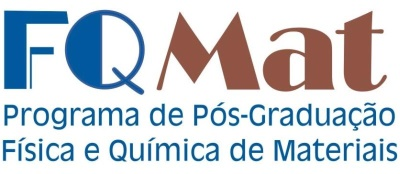 FQMat
Programa de Pós-Graduação
Física e Química de Materiais